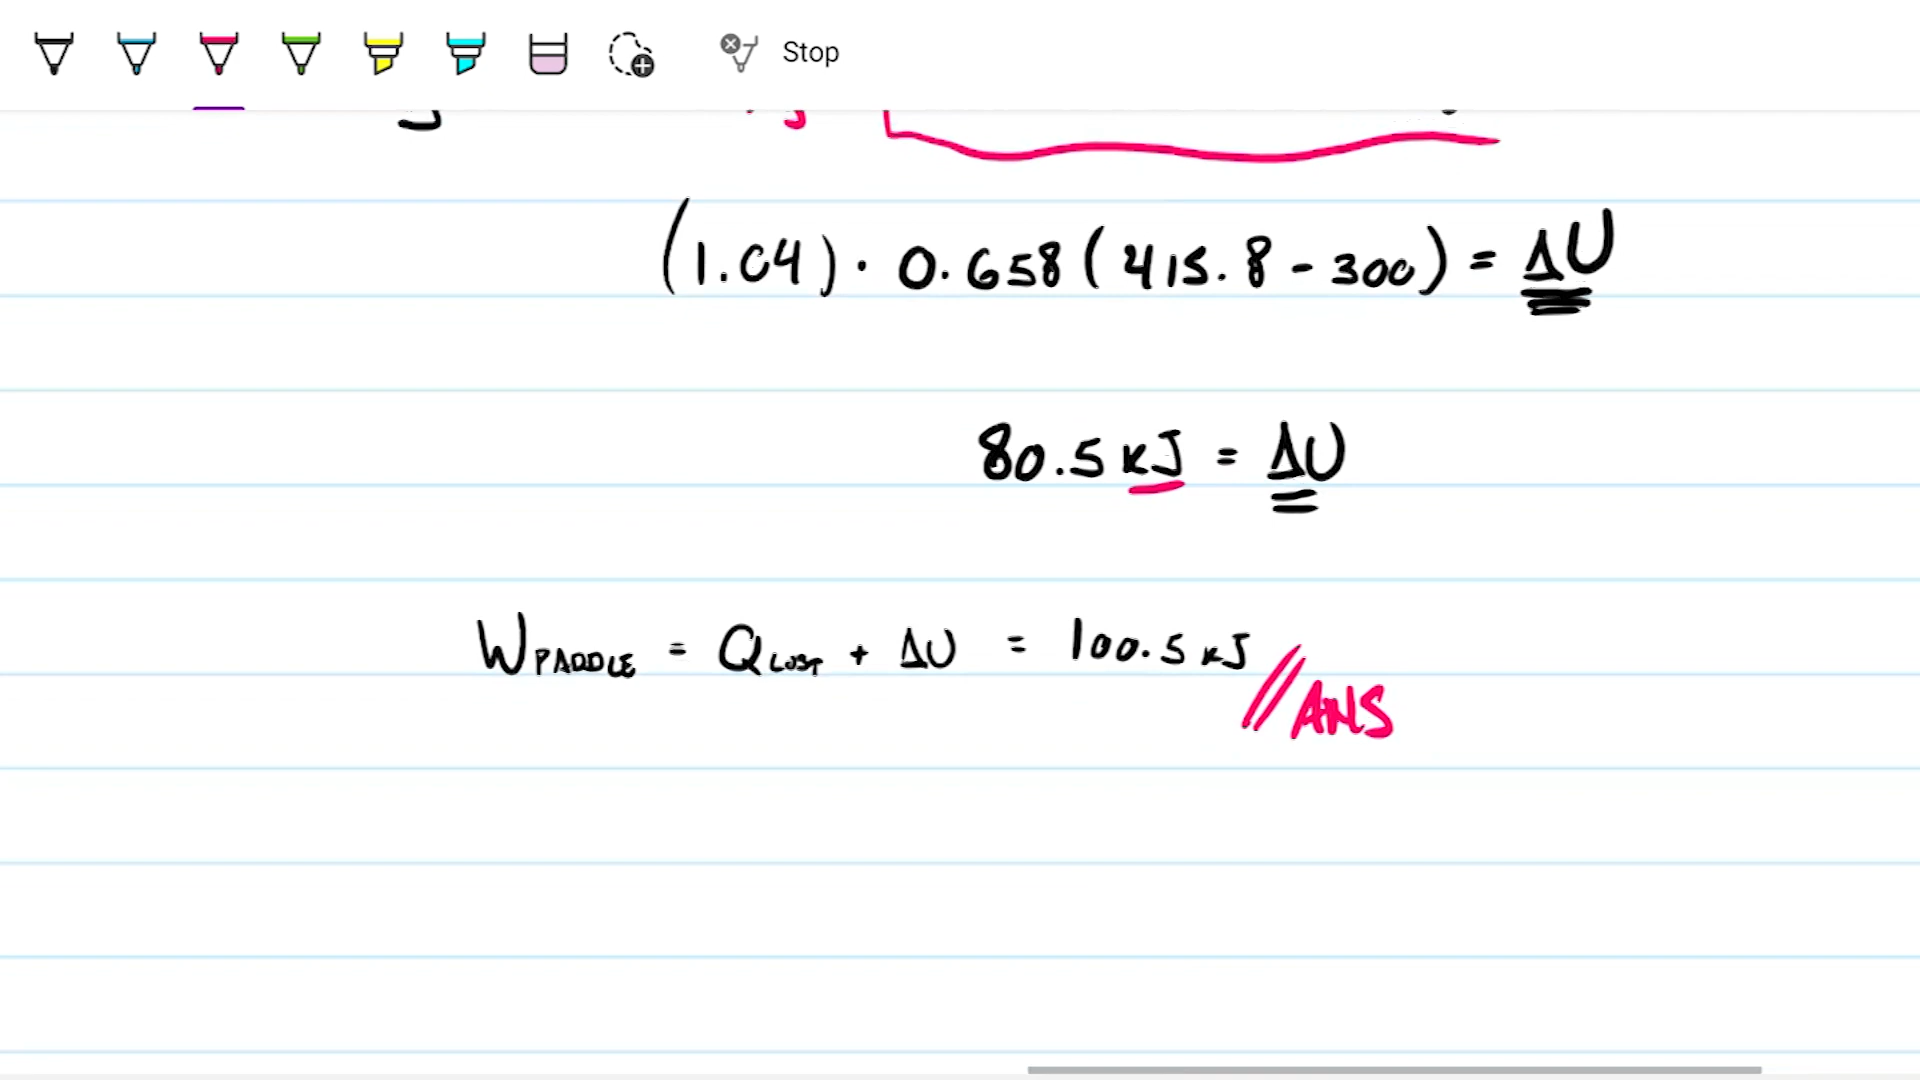 Stop
(1.04) · 0.658 (415.8 - 300) = ΔU
80.5 KJ = ΔU
WPADDLE = QLOST + ΔU = 100.5 KJ
// ANS